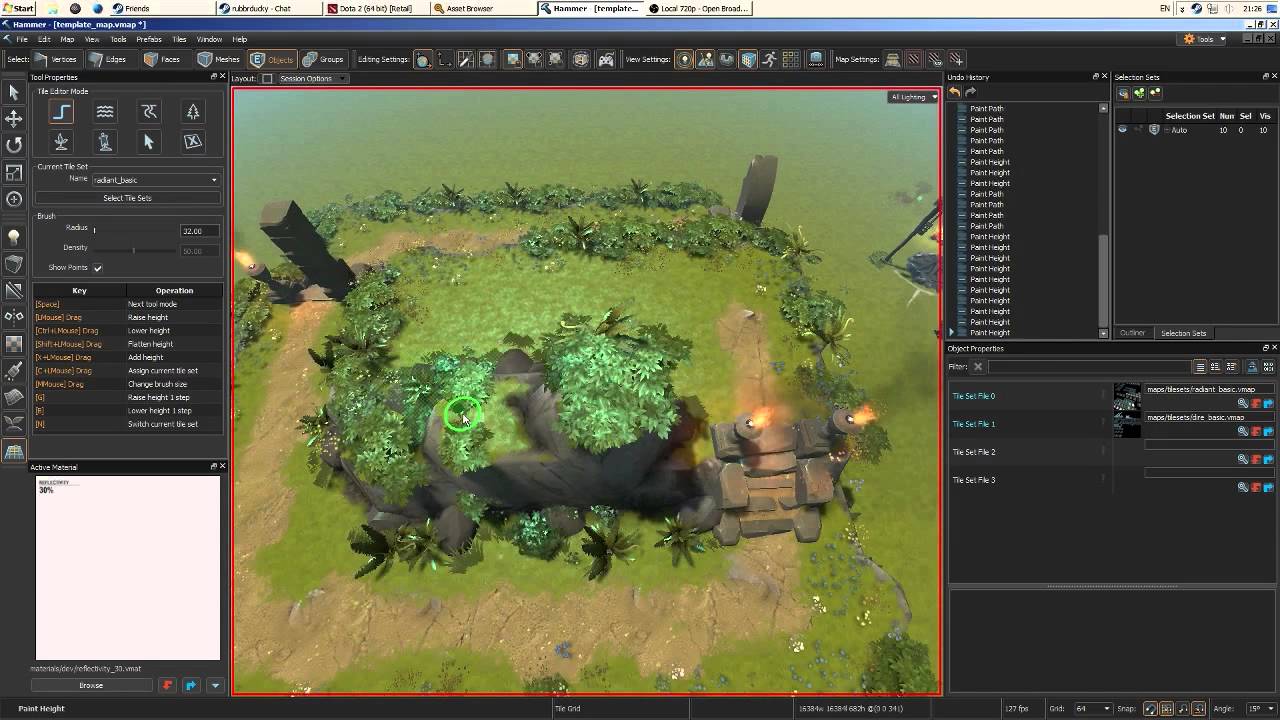 Start
Friends
rubbrducky - Chat
Dota 2 (64 bit) [Retail]
Asset Browser
Hammer - [template...
Local 720p - Open Broad...
EN
21:26
Hammer - [template_map.vmap *]
File Edit Map View Tools Prefabs Tiles Window Help
Tools
Select: Vertices Edges Faces Meshes Objects Groups Editing Settings: View Settings: Map Settings:
Tool Properties
Layout: Session Options
Undo History
Selection Sets
Tile Editor Mode
Current Tile Set
Name radiant_basic
Select Tile Sets
Brush
Radius 32.00
Density 50.00
Show Points
Key Operation
[Space] Next tool mode
[LMouse] Drag Raise height
[Ctrl+LMouse] Drag Lower height
[Shift+LMouse] Drag Flatten height
[X+LMouse] Drag Add height
[C+LMouse] Drag Assign current tile set
[MMouse] Drag Change brush size
[G] Raise height 1 step
[B] Lower height 1 step
[N] Switch current tile set
Active Material
REFLECTIVITY
30%
materials/dev/reflectivity_30.vmat
Browse
All Lighting
Paint Path
Paint Path
Paint Path
Paint Path
Paint Path
Paint Height
Paint Height
Paint Height
Paint Path
Paint Path
Paint Path
Paint Path
Paint Height
Paint Height
Paint Height
Paint Height
Paint Height
Paint Height
Paint Height
Paint Height
Paint Height
Paint Height
Selection Set Num Sel Vis
Auto 10 0 10
Outliner Selection Sets
Object Properties
Filter:
Tile Set File 0 maps/tilesets/radiant_basic.vmap
Tile Set File 1 maps/tilesets/dire_basic.vmap
Tile Set File 2
Tile Set File 3
Paint Height
Tile Grid
16384w 16384l 682h @(0 0 341)
127 fps
Grid: 64
Snap:
Angle: 15°